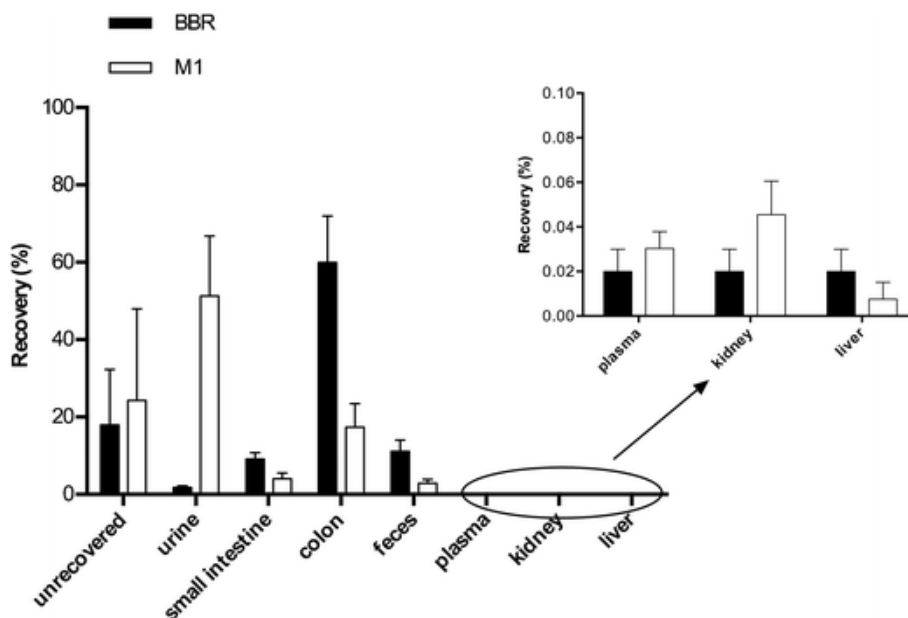 BBR
M1
Recovery (%)
100
80
60
40
20
0
unrecovered
urine
small intestine
colon
feces
plasma
kidney
liver
Recovery (%)
0.10
0.08
0.06
0.04
0.02
0.00
plasma
kidney
liver